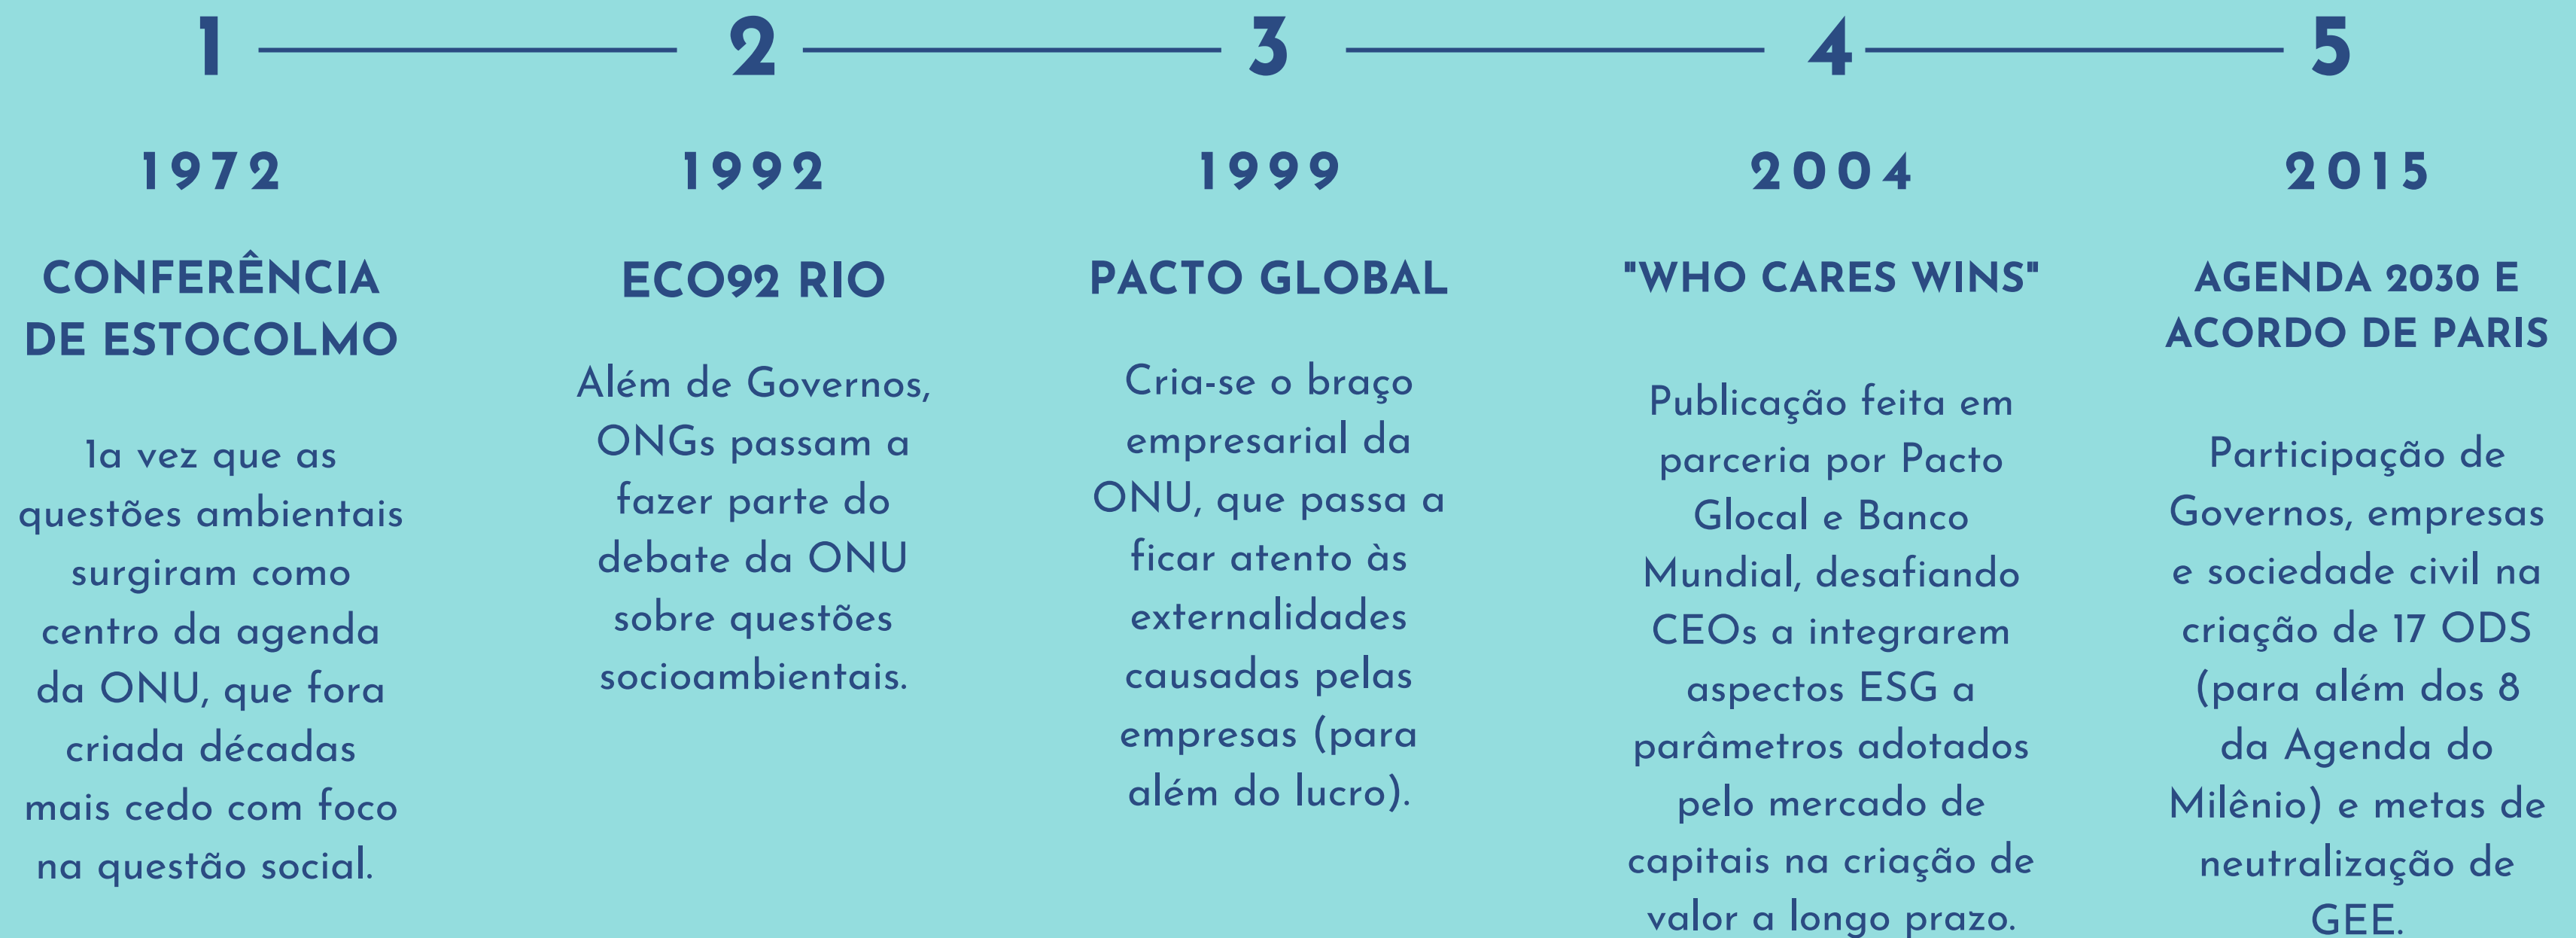 1
2
3
4
5
1972
CONFERÊNCIA
DE ESTOCOLMO
1a vez que as
questões ambientais
surgiram como
centro da agenda
da ONU, que fora
criada décadas
mais cedo com foco
na questão social.
1992
ECO92 RIO
Além de Governos,
ONGs passam a
fazer parte do
debate da ONU
sobre questões
socioambientais.
1999
PACTO GLOBAL
Cria-se o braço
empresarial da
ONU, que passa a
ficar atento às
externalidades
causadas pelas
empresas (para
além do lucro).
2004
"WHO CARES WINS"
Publicação feita em
parceria por Pacto
Glocal e Banco
Mundial, desafiando
CEOs a integrarem
aspectos ESG a
parâmetros adotados
pelo mercado de
capitais na criação de
valor a longo prazo.
2015
AGENDA 2030 E
ACORDO DE PARIS
Participação de
Governos, empresas
e sociedade civil na
criação de 17 ODS
(para além dos 8
da Agenda do
Milênio) e metas de
neutralização de
GEE.